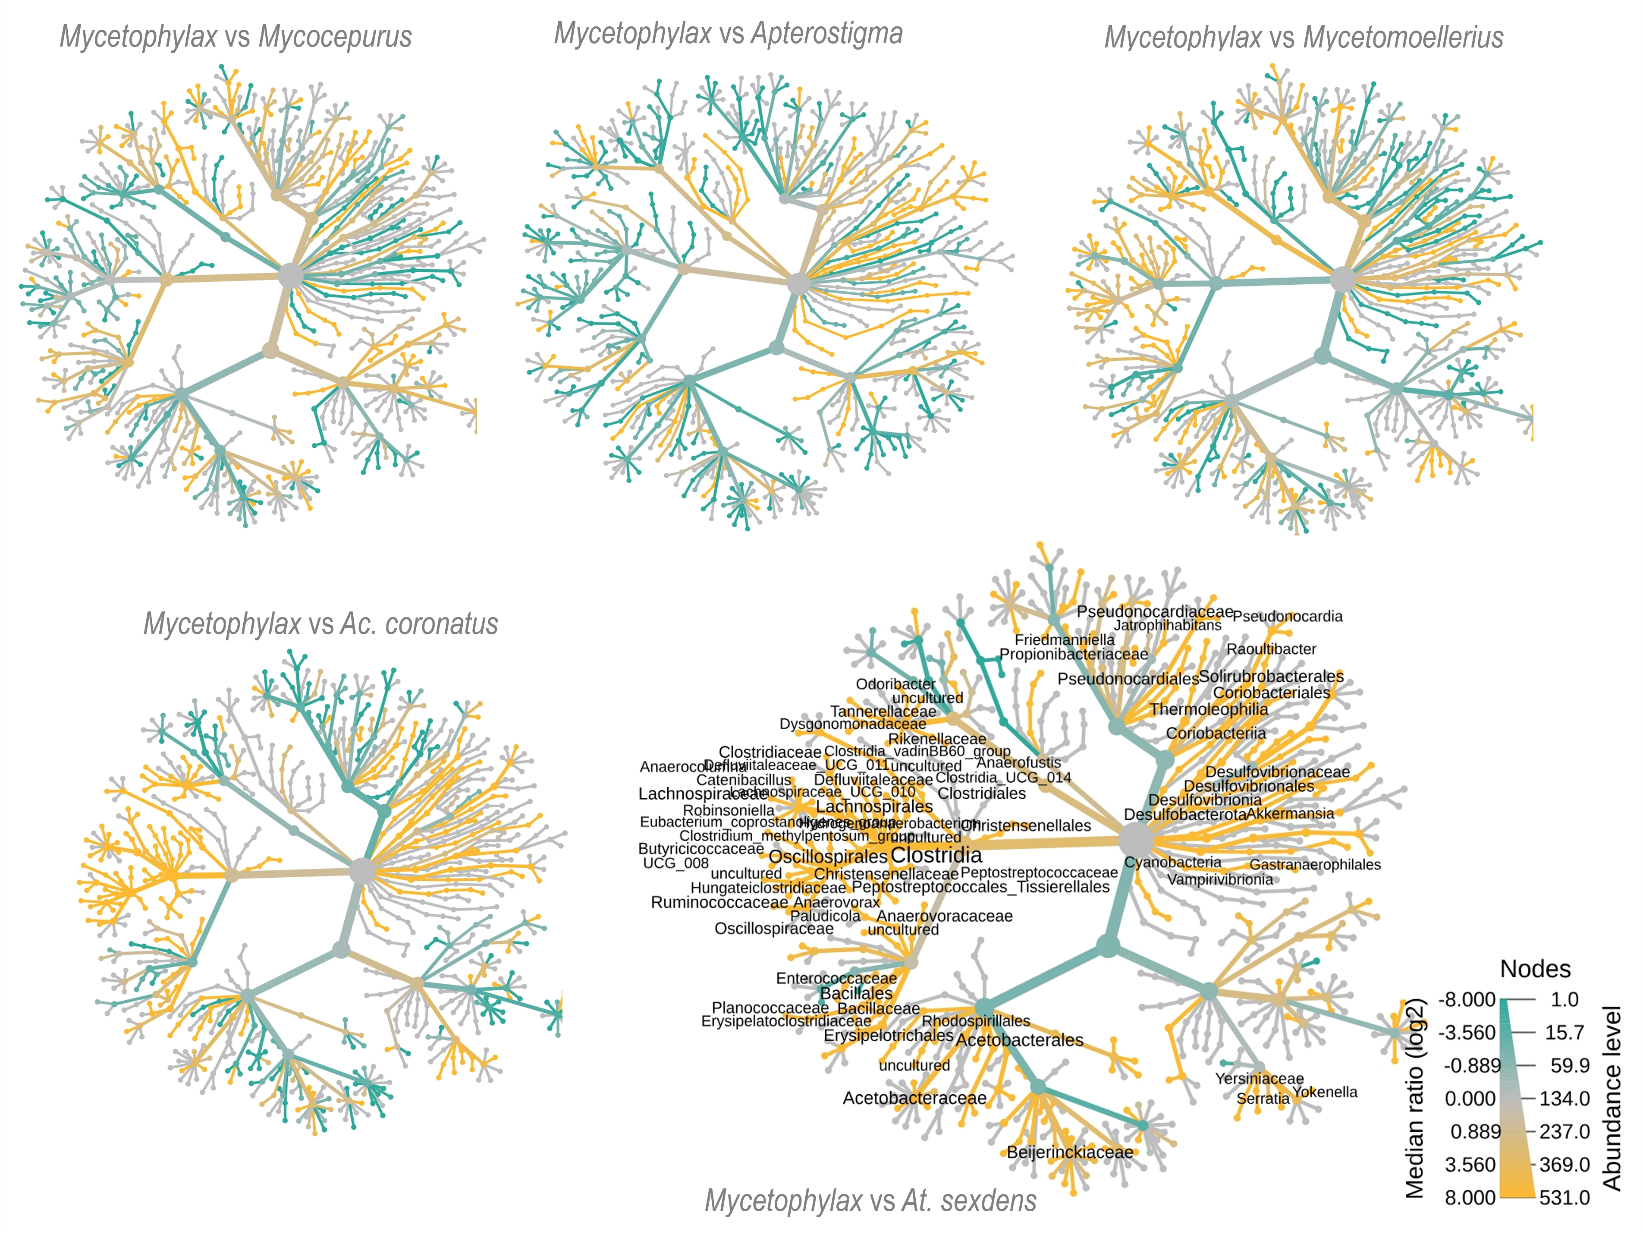 Mycetophylax vs Mycocepurus
Mycetophylax vs Apterostigma
Mycetophylax vs Mycetomoellerius
Mycetophylax vs Ac. coronatus
Pseudonocardiaceae
Pseudonocardia
Jatrophihabitans
Friedmanniella
Propionibacteriaceae
Raoultibacter
Pseudonocardiales
Solirubrobacterales
Coriobacteriales
Thermoleophilia
Coriobacteriia
Odoribacter
uncultured
Tannerellaceae
Dysgonomonadaceae
Rikenellaceae
Clostridiaceae
Clostridia_vadinBB60_group
Anaerocolumna
Defluviitaleaceae_UCG_011
uncultured
Anaerofustis
Catenibacillus
Defluviitaleaceae
Clostridia_UCG_014
Lachnospiraceae
Lachnospiraceae_UCG_010
Clostridiales
Robinsoniella
Lachnospirales
Eubacterium_coprostanoligenes_group
Hydrogenoanaerobacterium
Christensenellales
Clostridium_methylpentosum_group
uncultured
Butyricicoccaceae
UCG_008
Oscillospirales
Clostridia
uncultured
Christensenellaceae
Peptostreptococcaceae
Hungateiclostridiaceae
Peptostreptococcales_Tissierellales
Ruminococcaceae
Anaerovorax
Paludicola
Anaerovoracaceae
Oscillospiraceae
uncultured
Desulfovibrionaceae
Desulfovibrionales
Desulfovibrionia
Desulfobacterota
Akkermansia
Cyanobacteria
Gastranaerophilales
Vampirivibrionia
Enterococcaceae
Bacillales
Planococcaceae
Bacillaceae
Erysipelatoclostridiaceae
Rhodospirillales
Erysipelotrichales
Acetobacterales
uncultured
Acetobacteraceae
Beijerinckiaceae
Yersiniaceae
Yokenella
Serratia
Mycetophylax vs At. sexdens
Nodes
-8.000 1.0
-3.560 15.7
-0.889 59.9
0.000 134.0
0.889 237.0
3.560 369.0
8.000 531.0
Median ratio (log2)
Abundance level